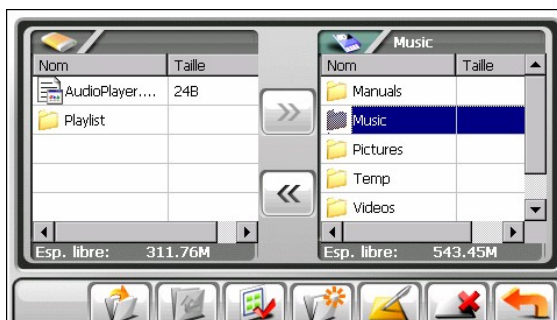 Music
Nom Taille
AudioPlayer.... 24B
Playlist
Esp. libre: 311.76M
Nom Taille
Manuals
Music
Pictures
Temp
Videos
Esp. libre: 543.45M